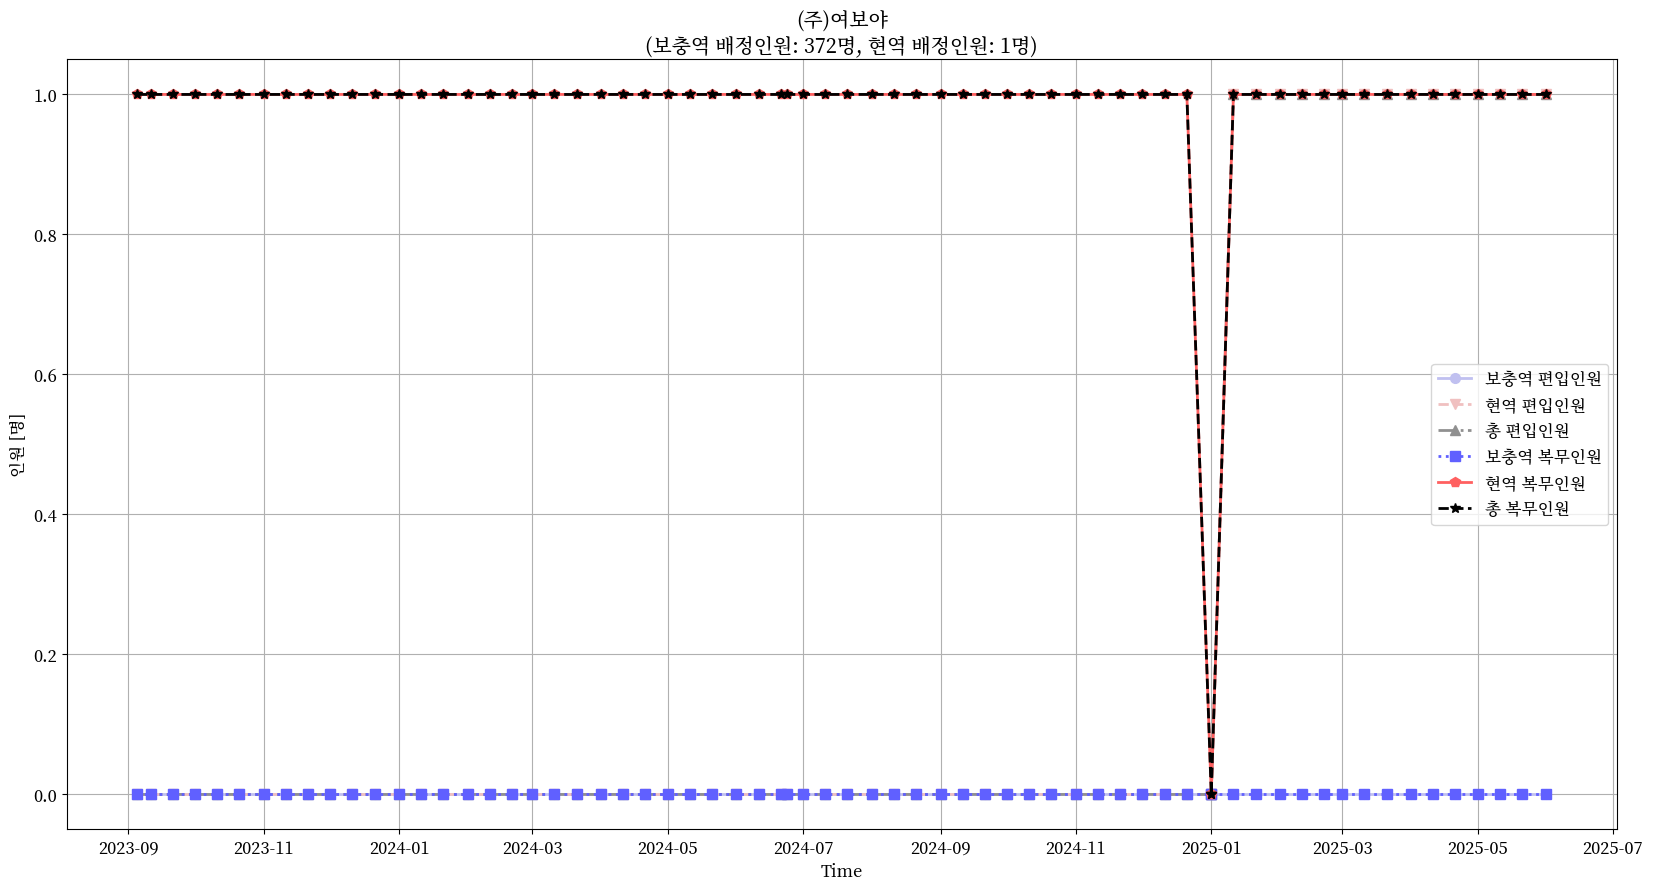 (주)여보야
(보충역 배정인원: 372명, 현역 배정인원: 1명)
인원 [명]
1.0
0.8
0.6
0.4
0.2
0.0
보충역 편입인원
현역 편입인원
총 편입인원
보충역 복무인원
현역 복무인원
총 복무인원
2023-09 2023-11 2024-01 2024-03 2024-05 2024-07 2024-09 2024-11 2025-01 2025-03 2025-05 2025-07
Time